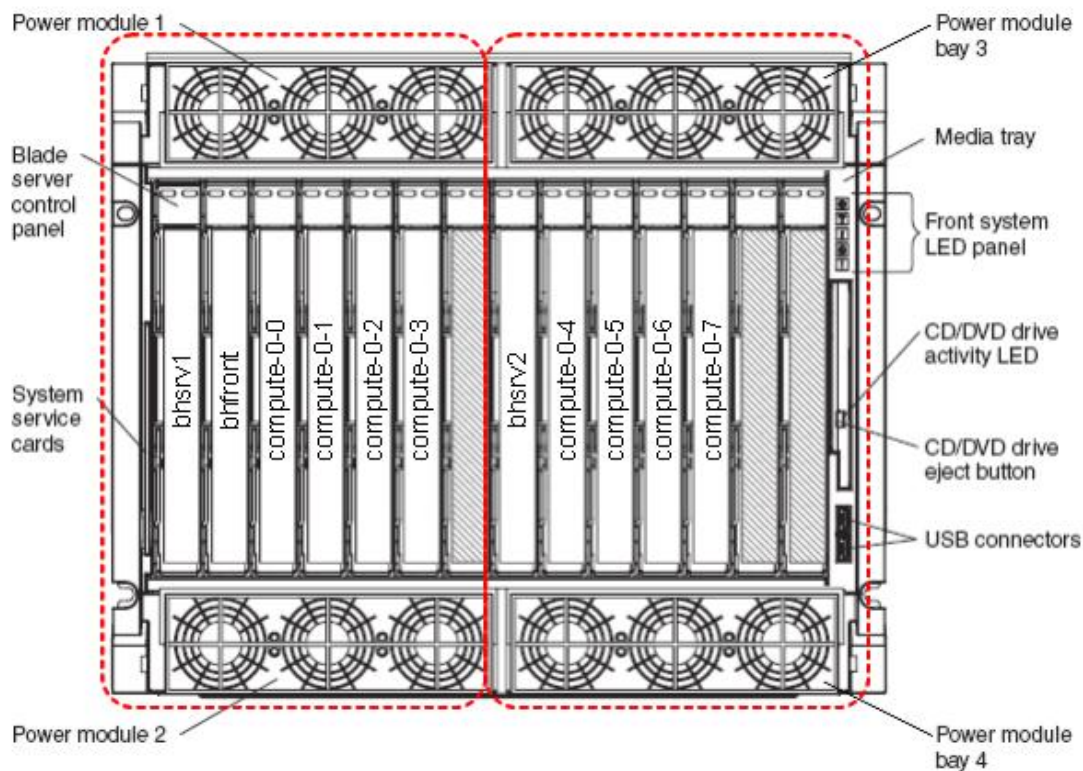 Power module 1
Power module
bay 3
Media tray
Blade
server
control
panel
Front system
LED panel
bhsrv1
bhfront
compute-0-0
compute-0-1
compute-0-2
compute-0-3
bhsrv2
compute-0-4
compute-0-5
compute-0-6
compute-0-7
CD/DVD drive
activity LED
System
service
cards
CD/DVD drive
eject button
USB connectors
Power module 2
Power module
bay 4